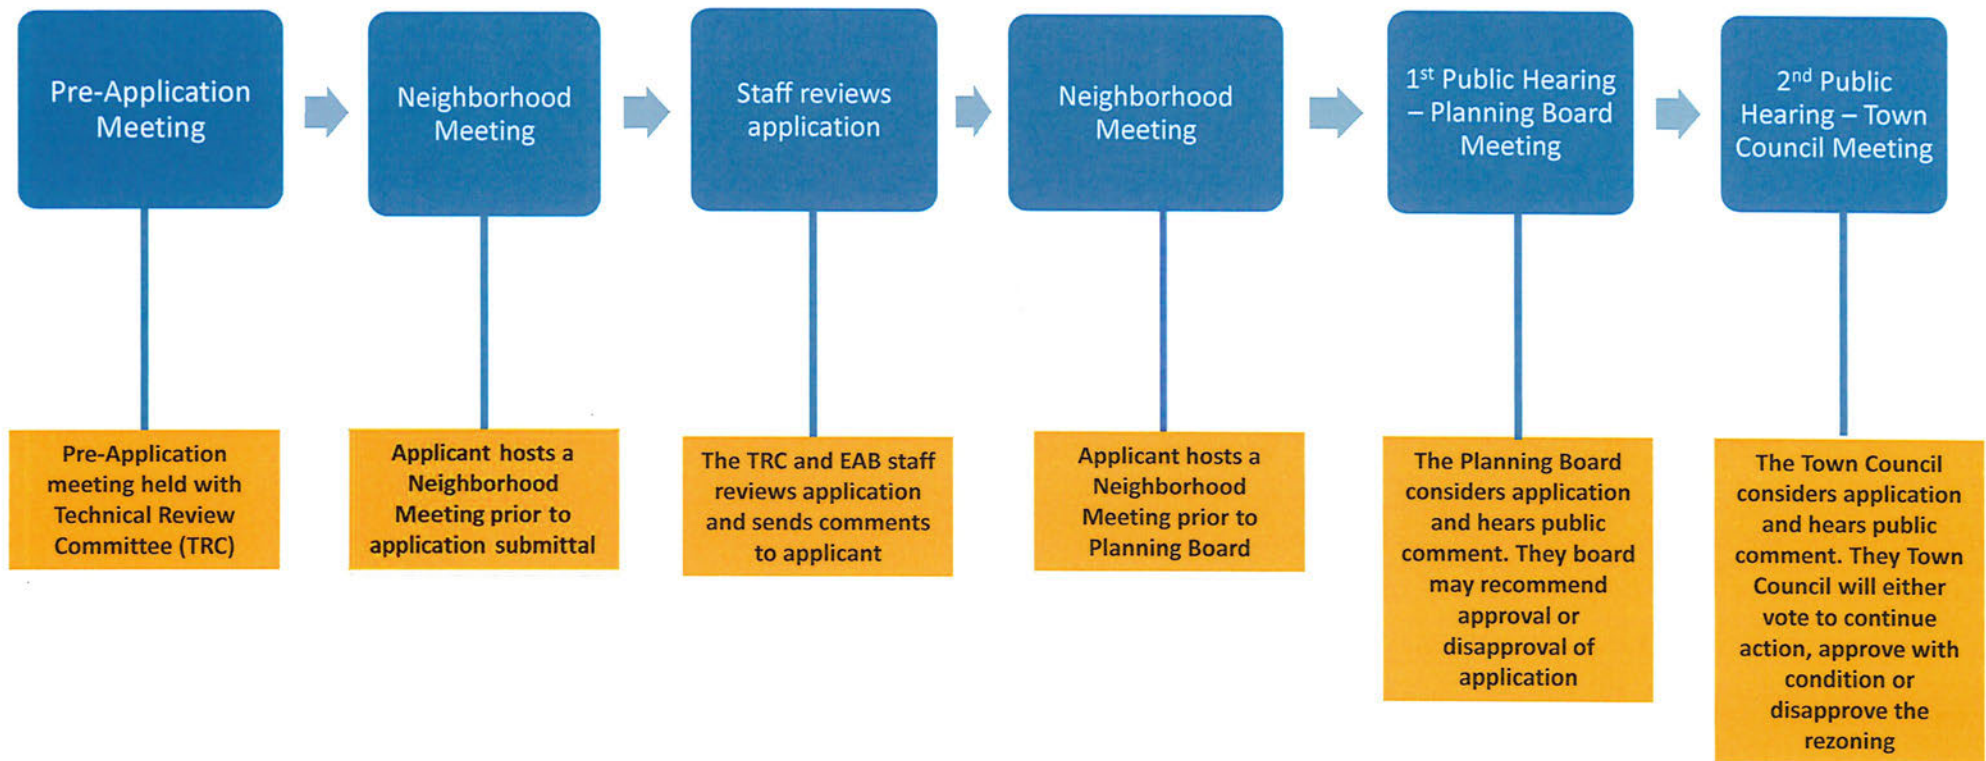 Pre-Application
Meeting
Neighborhood
Meeting
Staff reviews
application
Neighborhood
Meeting
1st Public Hearing
– Planning Board
Meeting
2nd Public
Hearing – Town
Council Meeting
Pre-Application
meeting held with
Technical Review
Committee (TRC)
Applicant hosts a
Neighborhood
Meeting prior to
application submittal
The TRC and EAB staff
reviews application
and sends comments
to applicant
Applicant hosts a
Neighborhood
Meeting prior to
Planning Board
The Planning Board
considers application
and hears public
comment. They board
may recommend
approval or
disapproval of
application
The Town Council
considers application
and hears public
comment. They Town
Council will either
vote to continue
action, approve with
condition or
disapprove the
rezoning